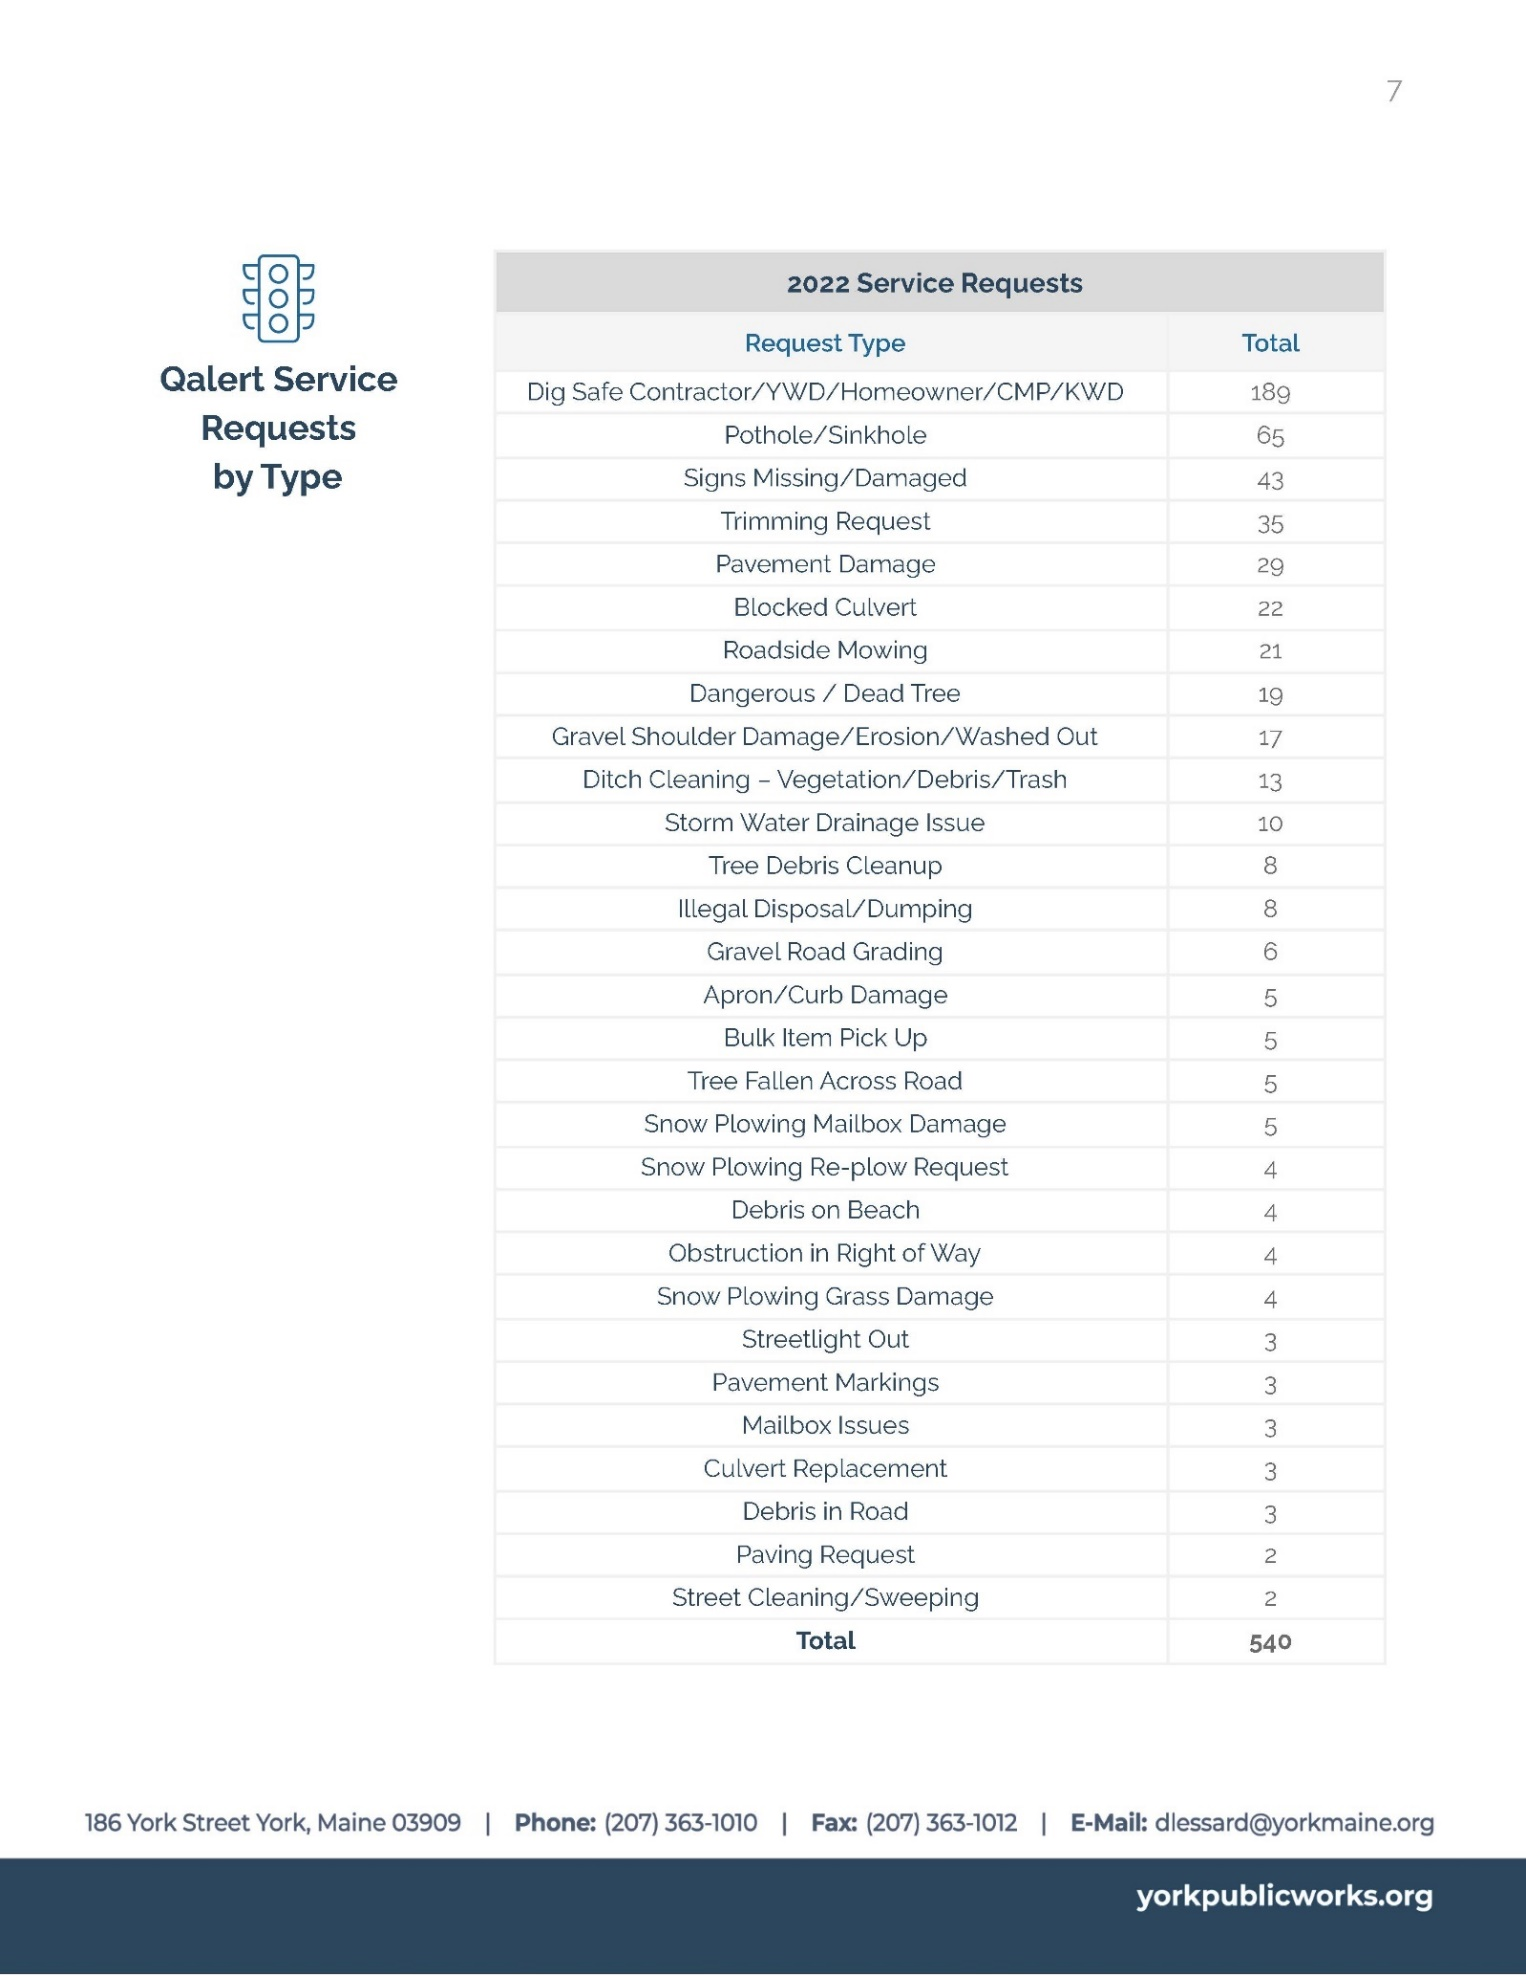 7
Qalert Service
Requests
by Type
2022 Service Requests
Request Type Total
Dig Safe Contractor/YWD/Homeowner/CMP/KWD 189
Pothole/Sinkhole 65
Signs Missing/Damaged 43
Trimming Request 35
Pavement Damage 29
Blocked Culvert 22
Roadside Mowing 21
Dangerous / Dead Tree 19
Gravel Shoulder Damage/Erosion/Washed Out 17
Ditch Cleaning – Vegetation/Debris/Trash 13
Storm Water Drainage Issue 10
Tree Debris Cleanup 8
Illegal Disposal/Dumping 8
Gravel Road Grading 6
Apron/Curb Damage 5
Bulk Item Pick Up 5
Tree Fallen Across Road 5
Snow Plowing Mailbox Damage 5
Snow Plowing Re-plow Request 4
Debris on Beach 4
Obstruction in Right of Way 4
Snow Plowing Grass Damage 4
Streetlight Out 3
Pavement Markings 3
Mailbox Issues 3
Culvert Replacement 3
Debris in Road 3
Paving Request 2
Street Cleaning/Sweeping 2
Total 540
186 York Street York, Maine 03909 | Phone: (207) 363-1010 | Fax: (207) 363-1012 | E-Mail: dlessard@yorkmaine.org
yorkpublicworks.org